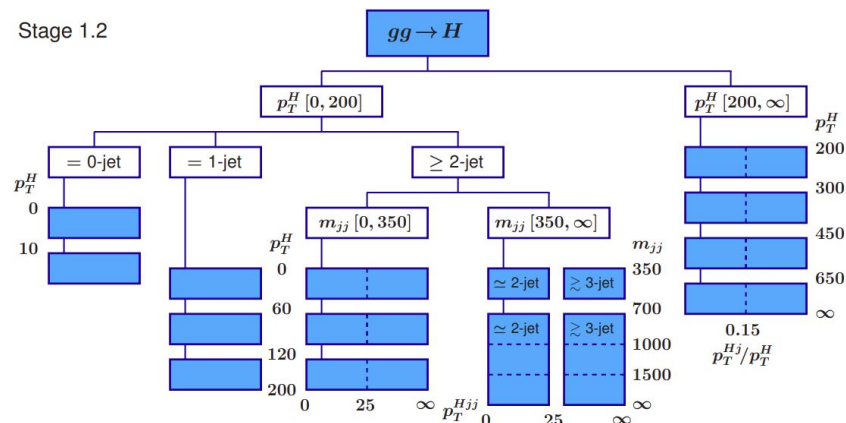 Stage 1.2
gg → H
p_T^H [0, 200]
p_T^H [200, ∞]
= 0-jet
= 1-jet
≥ 2-jet
p_T^H
0
10
m_jj [0, 350]
m_jj [350, ∞]
p_T^H
0
60
120
200
0 25 ∞
m_jj
350
700
1000
1500
∞
≃ 2-jet
≳ 3-jet
≃ 2-jet
≳ 3-jet
p_T^Hjj
0 25 ∞
p_T^H
200
300
450
650
∞
0.15
p_T^Hj/p_T^H